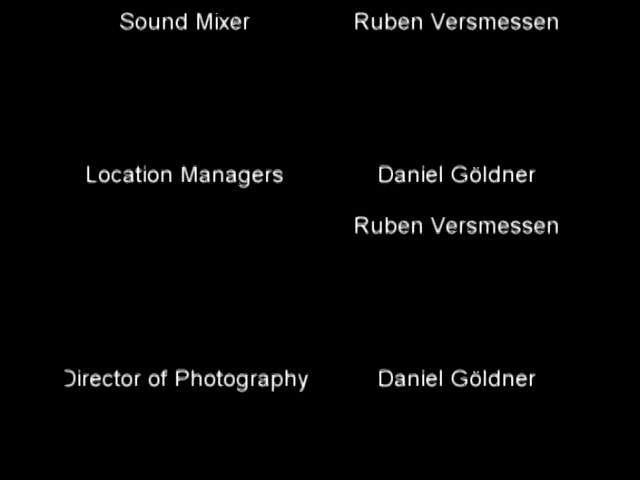 Sound Mixer Ruben Versmessen
Location Managers Daniel Göldner
Ruben Versmessen
Director of Photography Daniel Göldner